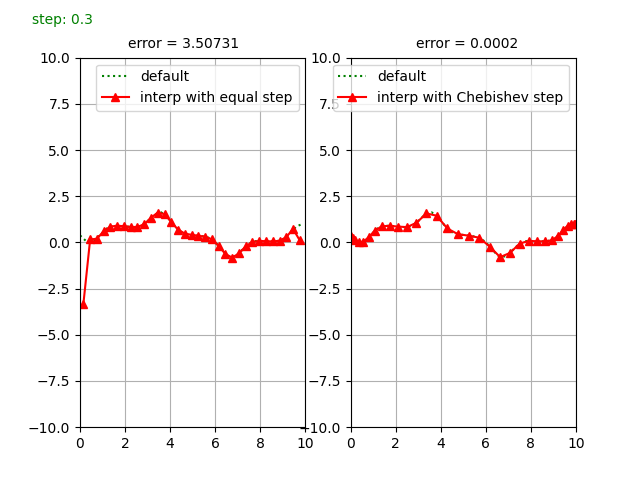 step: 0.3
error = 3.50731
error = 0.0002
default
interp with equal step
default
interp with Chebishev step
10.0
7.5
5.0
2.5
0.0
−2.5
−5.0
−7.5
−10.0
0 2 4 6 8 10
10.0
7.5
5.0
2.5
0.0
−2.5
−5.0
−7.5
−10.0
0 2 4 6 8 10